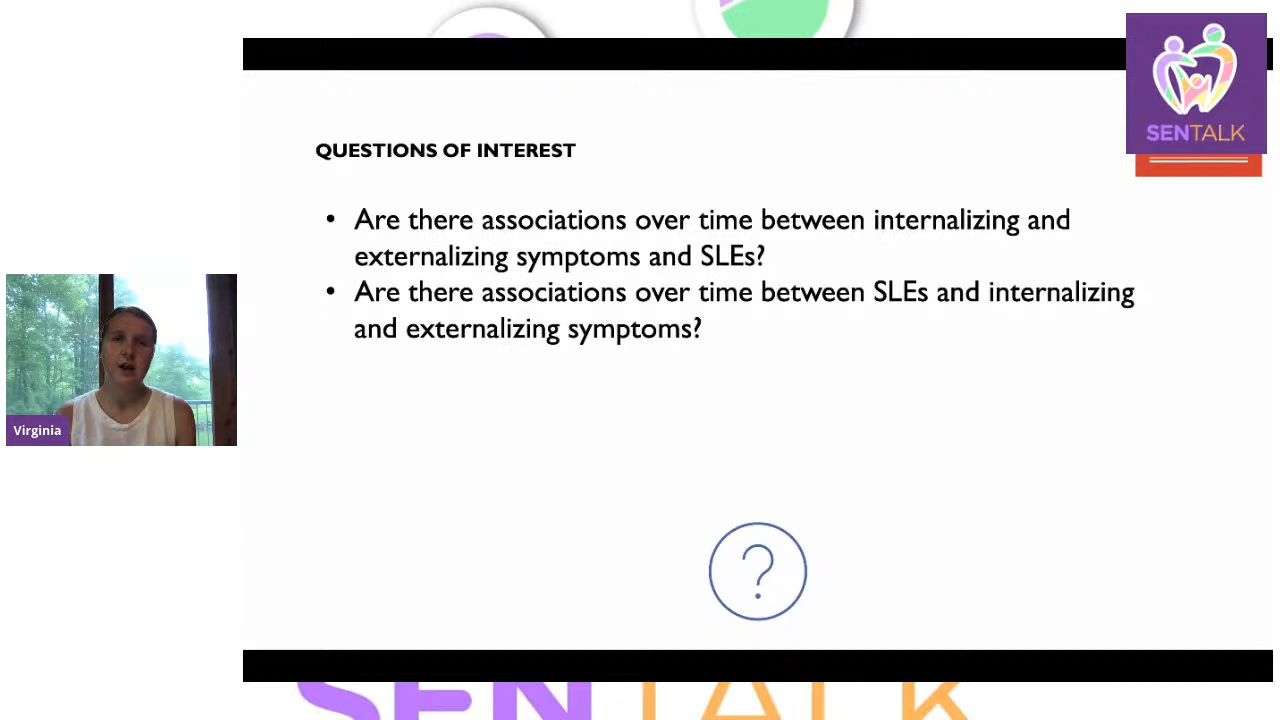 SENTALK
QUESTIONS OF INTEREST
• Are there associations over time between internalizing and
externalizing symptoms and SLEs?
• Are there associations over time between SLEs and internalizing
and externalizing symptoms?
Virginia
?
SENTALK